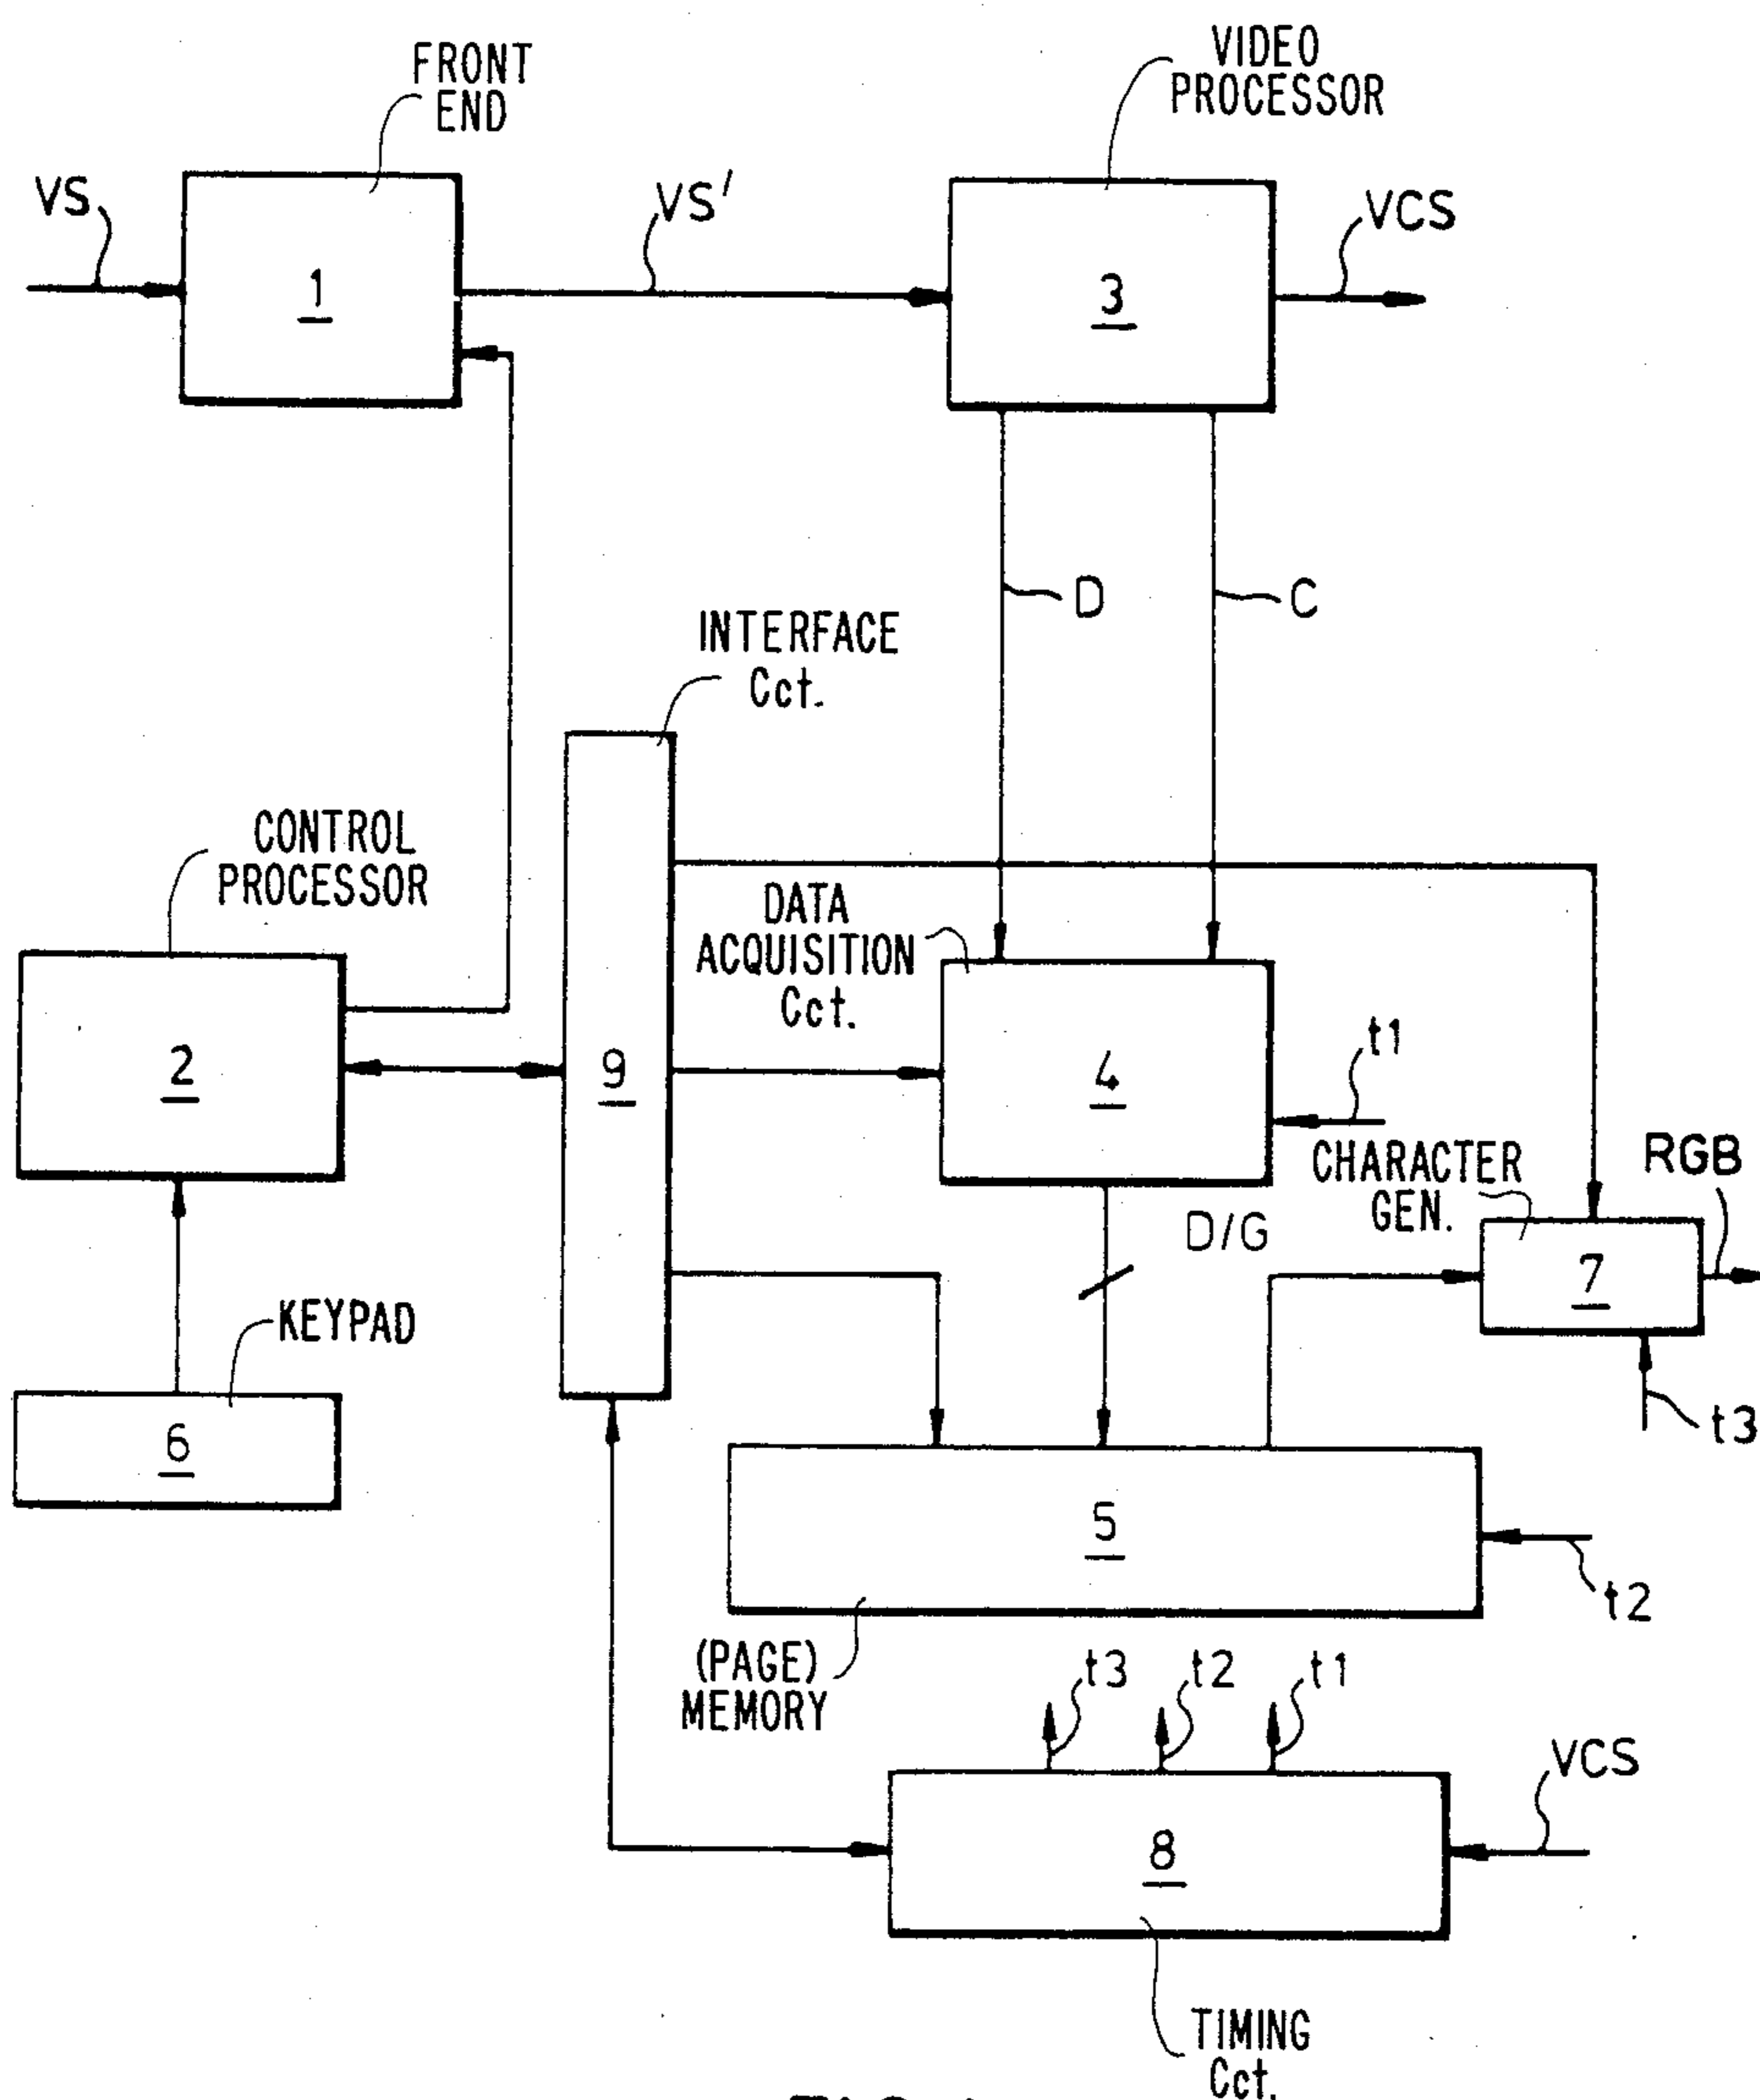 FRONT
END
VIDEO
PROCESSOR
VS
VS'
VCS
1
3
D
C
INTERFACE
Cct.
CONTROL
PROCESSOR
DATA
ACQUISITION
Cct.
2
9
4
t1
CHARACTER
GEN.
RGB
D/G
7
KEYPAD
6
t3
5
t2
(PAGE)
MEMORY
t3
t2
t1
VCS
8
TIMING
Cct.